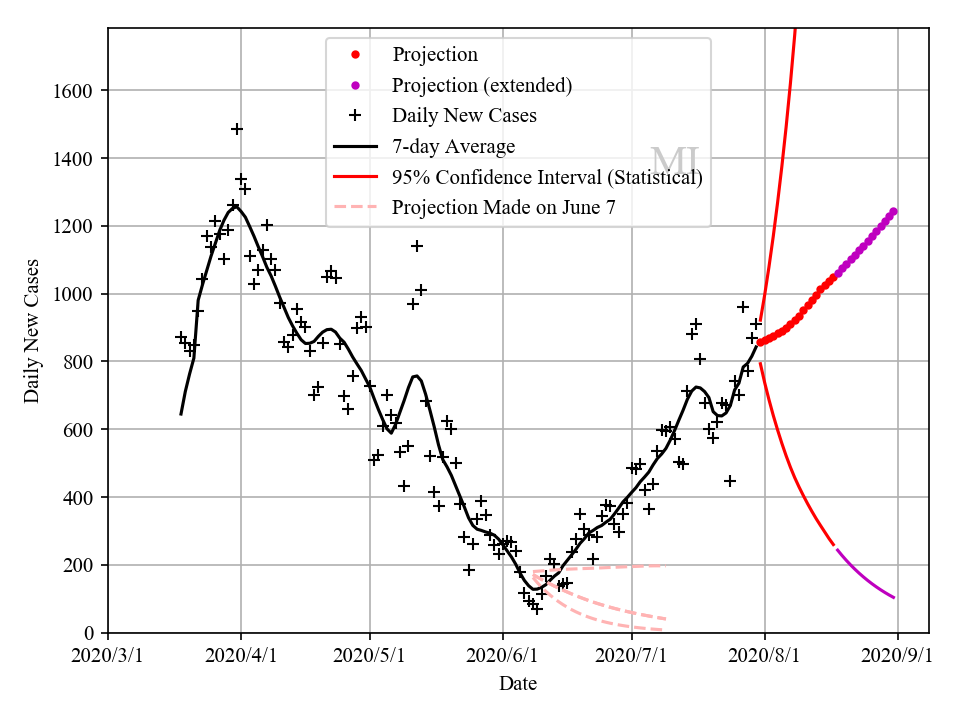 Projection
Projection (extended)
Daily New Cases
7-day Average
95% Confidence Interval (Statistical)
Projection Made on June 7
MI
1600
1400
1200
1000
800
600
400
200
0
Daily New Cases
2020/3/1 2020/4/1 2020/5/1 2020/6/1 2020/7/1 2020/8/1 2020/9/1
Date